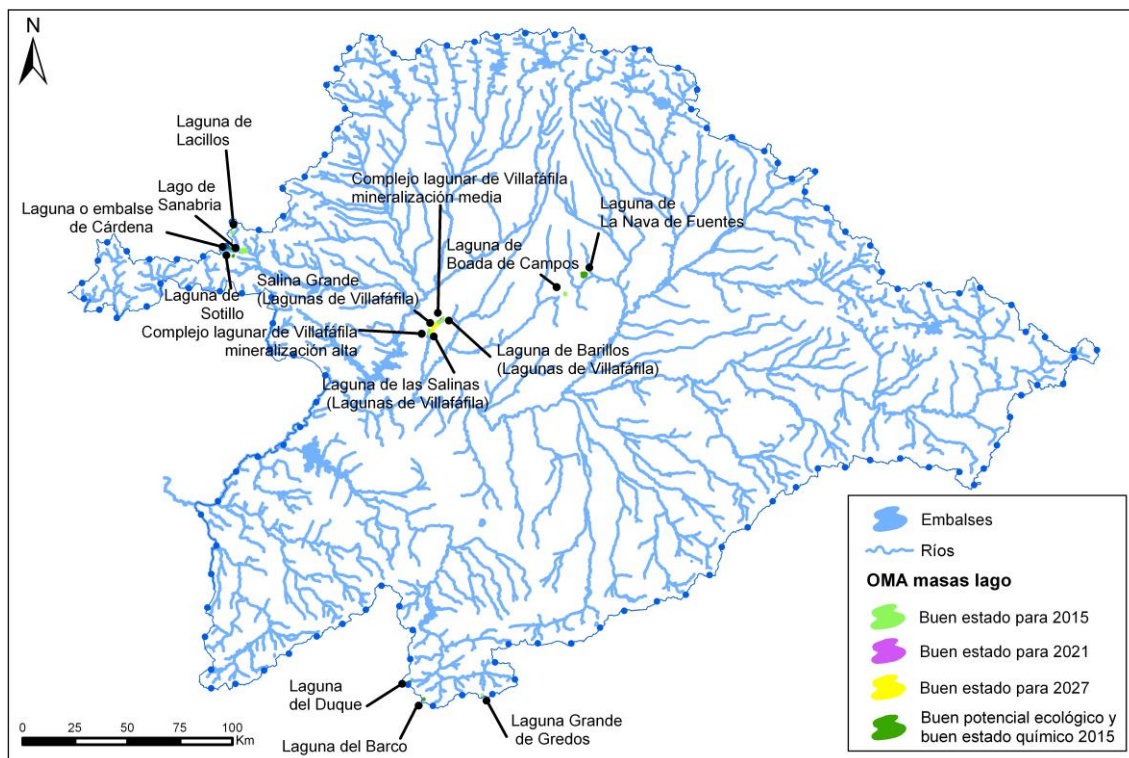 N
Laguna de
Lacillos
Lago de
Sanabria
Laguna o embalse
de Cárdena
Laguna de
Sotillo
Complejo lagunar de Villafáfila
mineralización media
Laguna de
La Nava de Fuentes
Laguna de
Boada de Campos
Salina Grande
(Lagunas de Villafáfila)
Complejo lagunar de Villafáfila
mineralización alta
Laguna de Barillos
(Lagunas de Villafáfila)
Laguna de las Salinas
(Lagunas de Villafáfila)
Laguna
del Duque
Laguna del Barco
Laguna Grande
de Gredos
0 25 50 75 100
Km
Embalses
Ríos
OMA masas lago
Buen estado para 2015
Buen estado para 2021
Buen estado para 2027
Buen potencial ecológico y
buen estado químico 2015